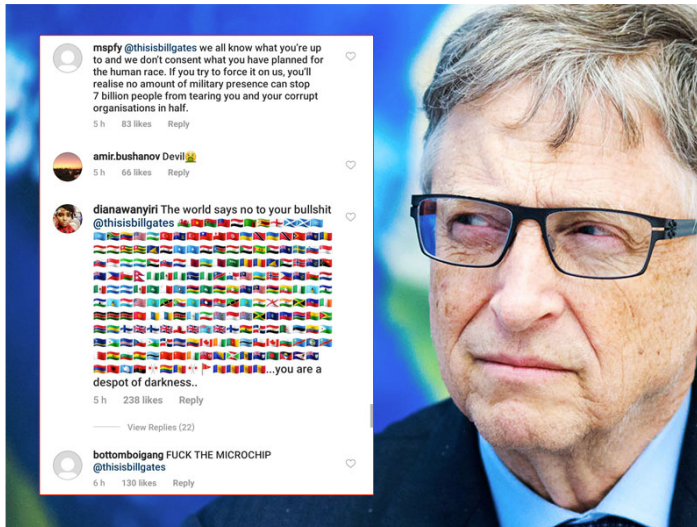 mspfy @thisisbillgates we all know what you're up
to and we don't consent what you have planned for
the human race. If you try to force it on us, you'll
realise no amount of military presence can stop
7 billion people from tearing you and your corrupt
organisations in half.
5 h 83 likes Reply
amir.bushanov Devil🤮
5 h 66 likes Reply
dianawanyiri The world says no to your bullshit
@thisisbillgates
...you are a
despot of darkness..
5 h 238 likes Reply
View Replies (22)
bottomboigang FUCK THE MICROCHIP
@thisisbillgates
6 h 130 likes Reply